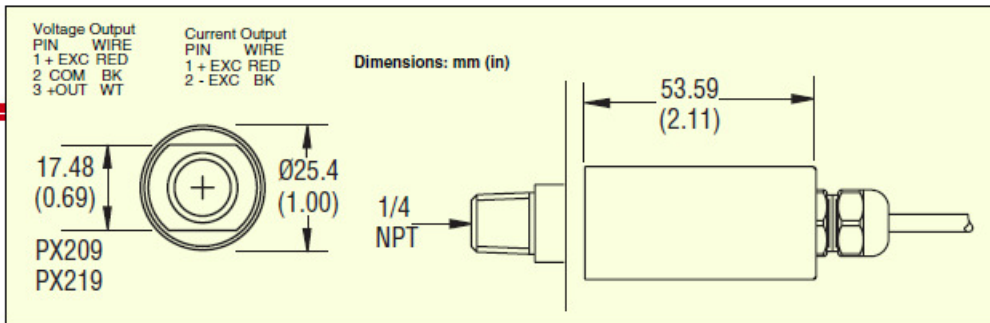 Voltage Output
PIN WIRE
1 + EXC RED
2 COM BK
3 +OUT WT
Current Output
PIN WIRE
1 + EXC RED
2 - EXC BK
Dimensions: mm (in)
53.59
(2.11)
17.48
(0.69)
Ø25.4
(1.00)
1/4
NPT
PX209
PX219